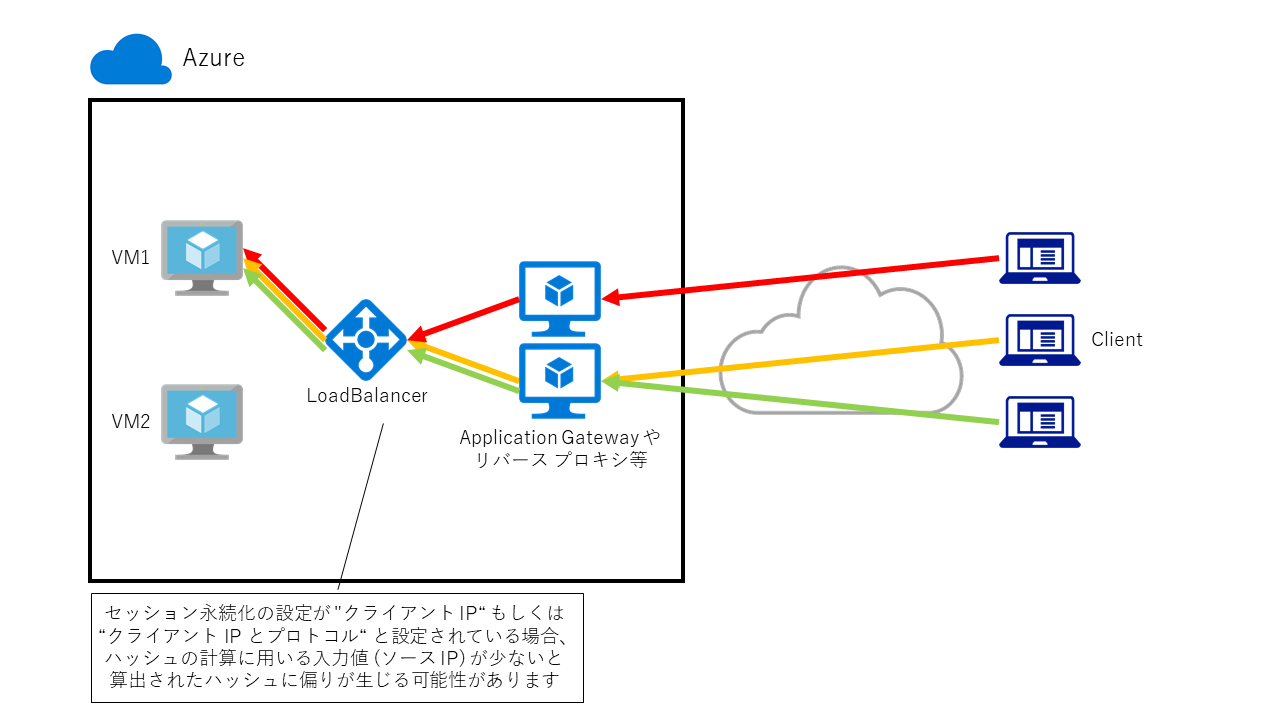 Azure
VM1
VM2
LoadBalancer
Application Gateway や
リバース プロキシ等
Client
セッション永続化の設定が"クライアント IP“ もしくは
“クライアント IP とプロトコル“ と設定されている場合、
ハッシュの計算に用いる入力値 (ソース IP) が少ないと
算出されたハッシュに偏りが生じる可能性があります